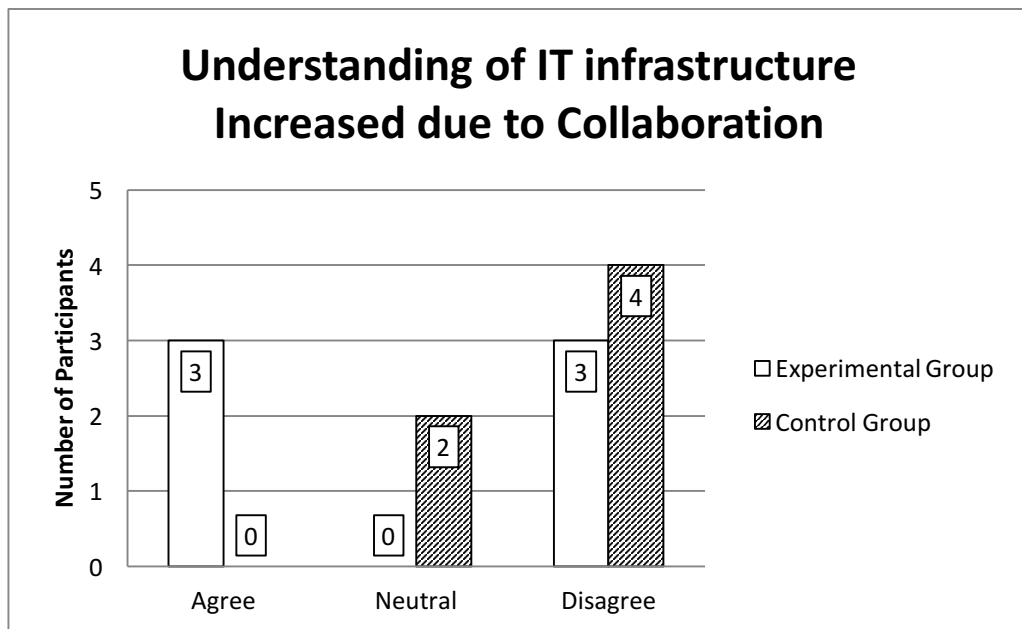 Understanding of IT infrastructure
Increased due to Collaboration
Number of Participants
5
4
3
2
1
0
3
0
0
2
3
4
Agree
Neutral
Disagree
Experimental Group
Control Group